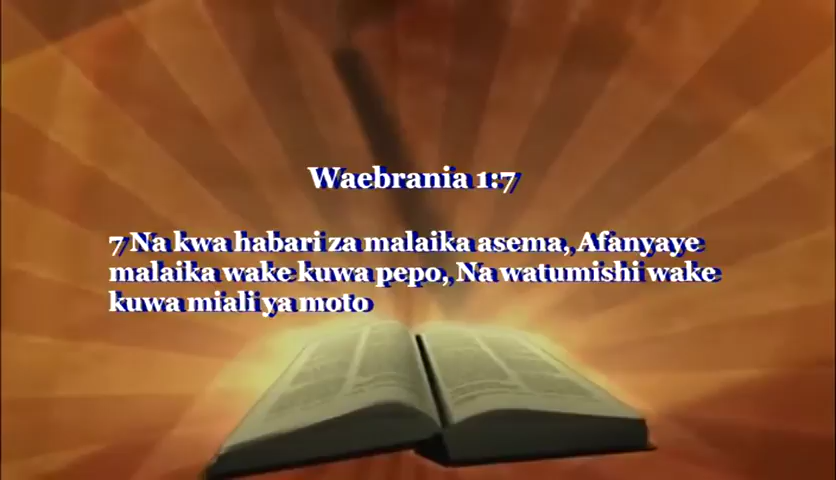 Waebrania 1:7
7 Na kwa habari za malaika asema, Afanyaye
malaika wake kuwa pepo, Na watumishi wake
kuwa miali ya moto